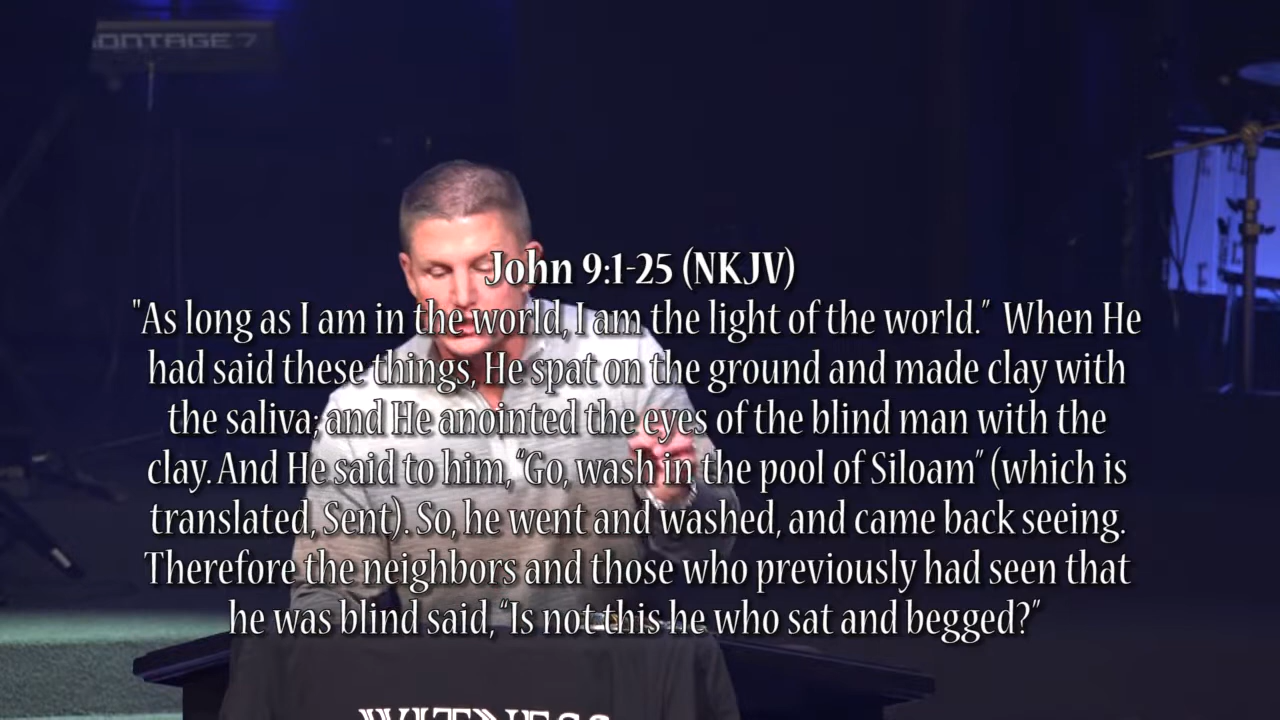 MONTAGE 7
John 9:1-25 (NKJV)
"As long as I am in the world, I am the light of the world.” When He
had said these things, He spat on the ground and made clay with
the saliva; and He anointed the eyes of the blind man with the
clay. And He said to him, “Go, wash in the pool of Siloam” (which is
translated, Sent). So, he went and washed, and came back seeing.
Therefore the neighbors and those who previously had seen that
he was blind said, “Is not this he who sat and begged?”
WITNESS